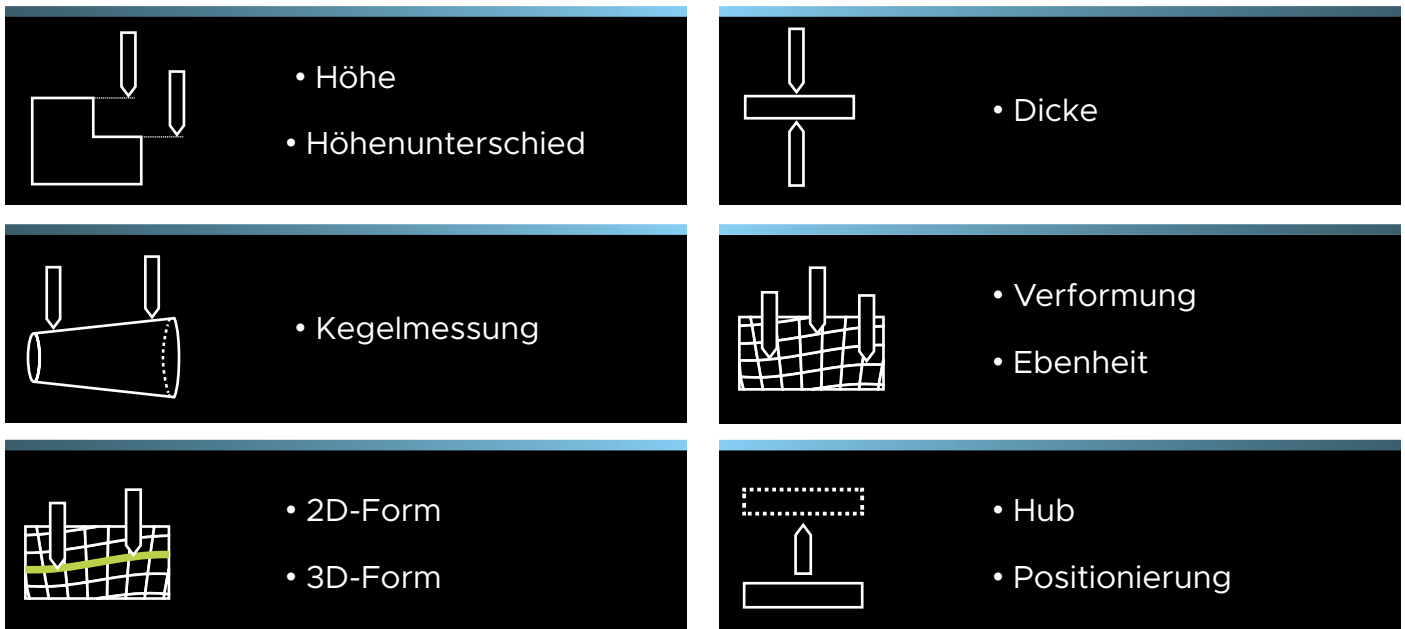 • Höhe
• Höhenunterschied
• Dicke
• Kegelmessung
• Verformung
• Ebenheit
• 2D-Form
• 3D-Form
• Hub
• Positionierung